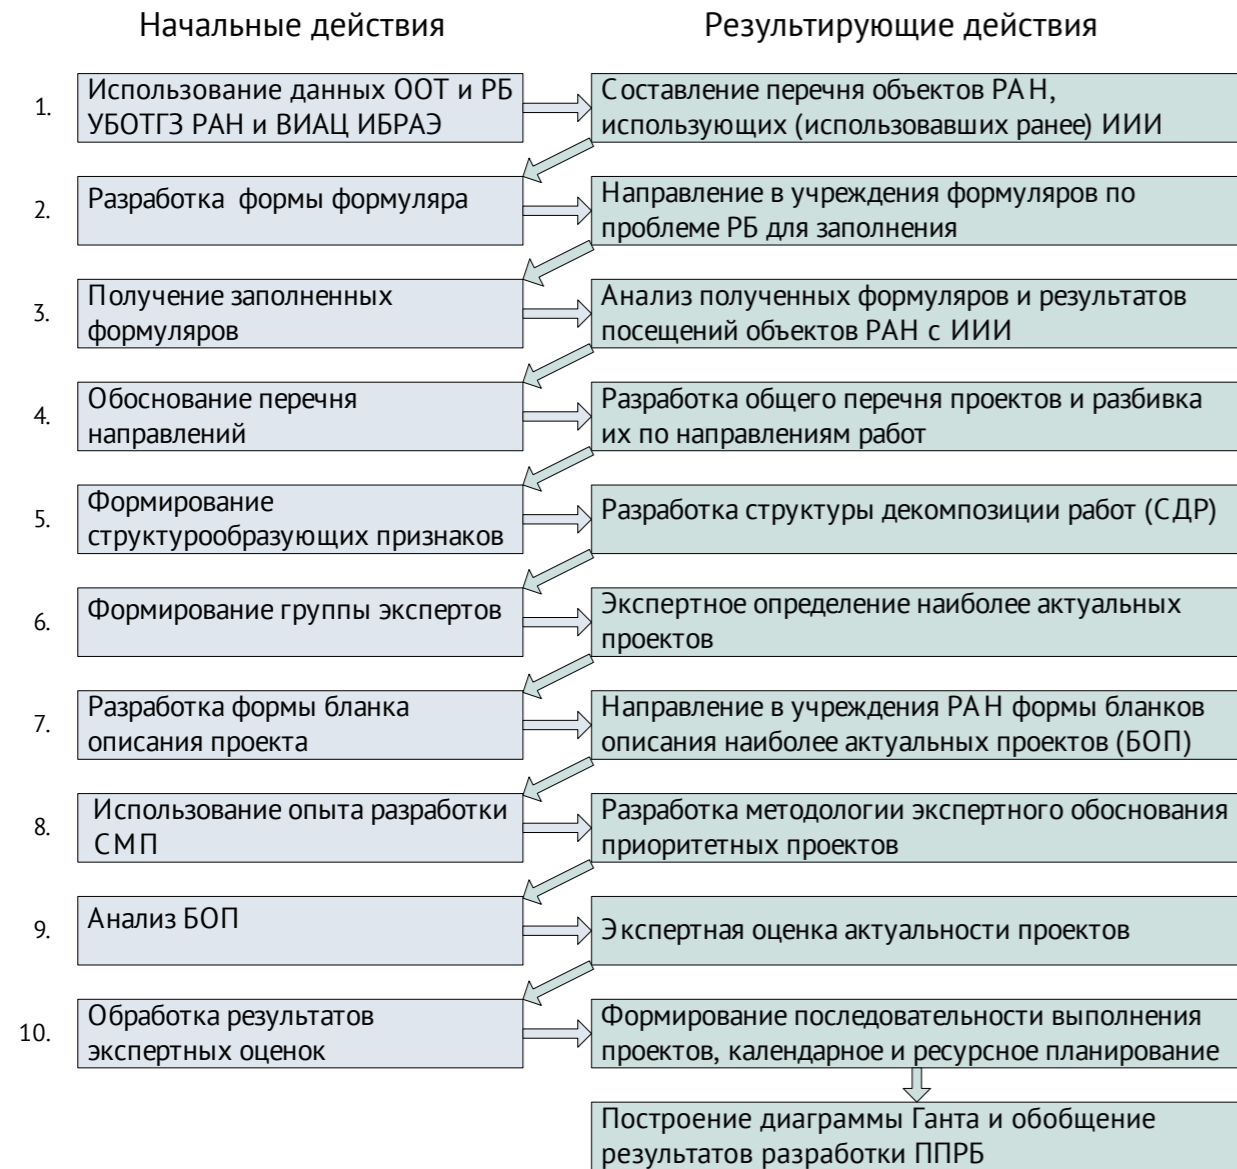 Начальные действия
Результирующие действия
1.
Использование данных ООТ и РБ
УБОТГЗ РАН и ВИАЦ ИБРАЭ
Составление перечня объектов РАН,
использующих (использовавших ранее) ИИИ
2.
Разработка формы формуляра
Направление в учреждения формуляров по
проблеме РБ для заполнения
3.
Получение заполненных
формуляров
Анализ полученных формуляров и результатов
посещений объектов РАН с ИИИ
4.
Обоснование перечня
направлений
Разработка общего перечня проектов и разбивка
их по направлениям работ
5.
Формирование
структурообразующих признаков
Разработка структуры декомпозиции работ (СДР)
6.
Формирование группы экспертов
Экспертное определение наиболее актуальных
проектов
7.
Разработка формы бланка
описания проекта
Направление в учреждения РАН формы бланков
описания наиболее актуальных проектов (БОП)
8.
Использование опыта разработки
СМП
Разработка методологии экспертного обоснования
приоритетных проектов
9.
Анализ БОП
Экспертная оценка актуальности проектов
10.
Обработка результатов
экспертных оценок
Формирование последовательности выполнения
проектов, календарное и ресурсное планирование
Построение диаграммы Ганта и обобщение
результатов разработки ППРБ